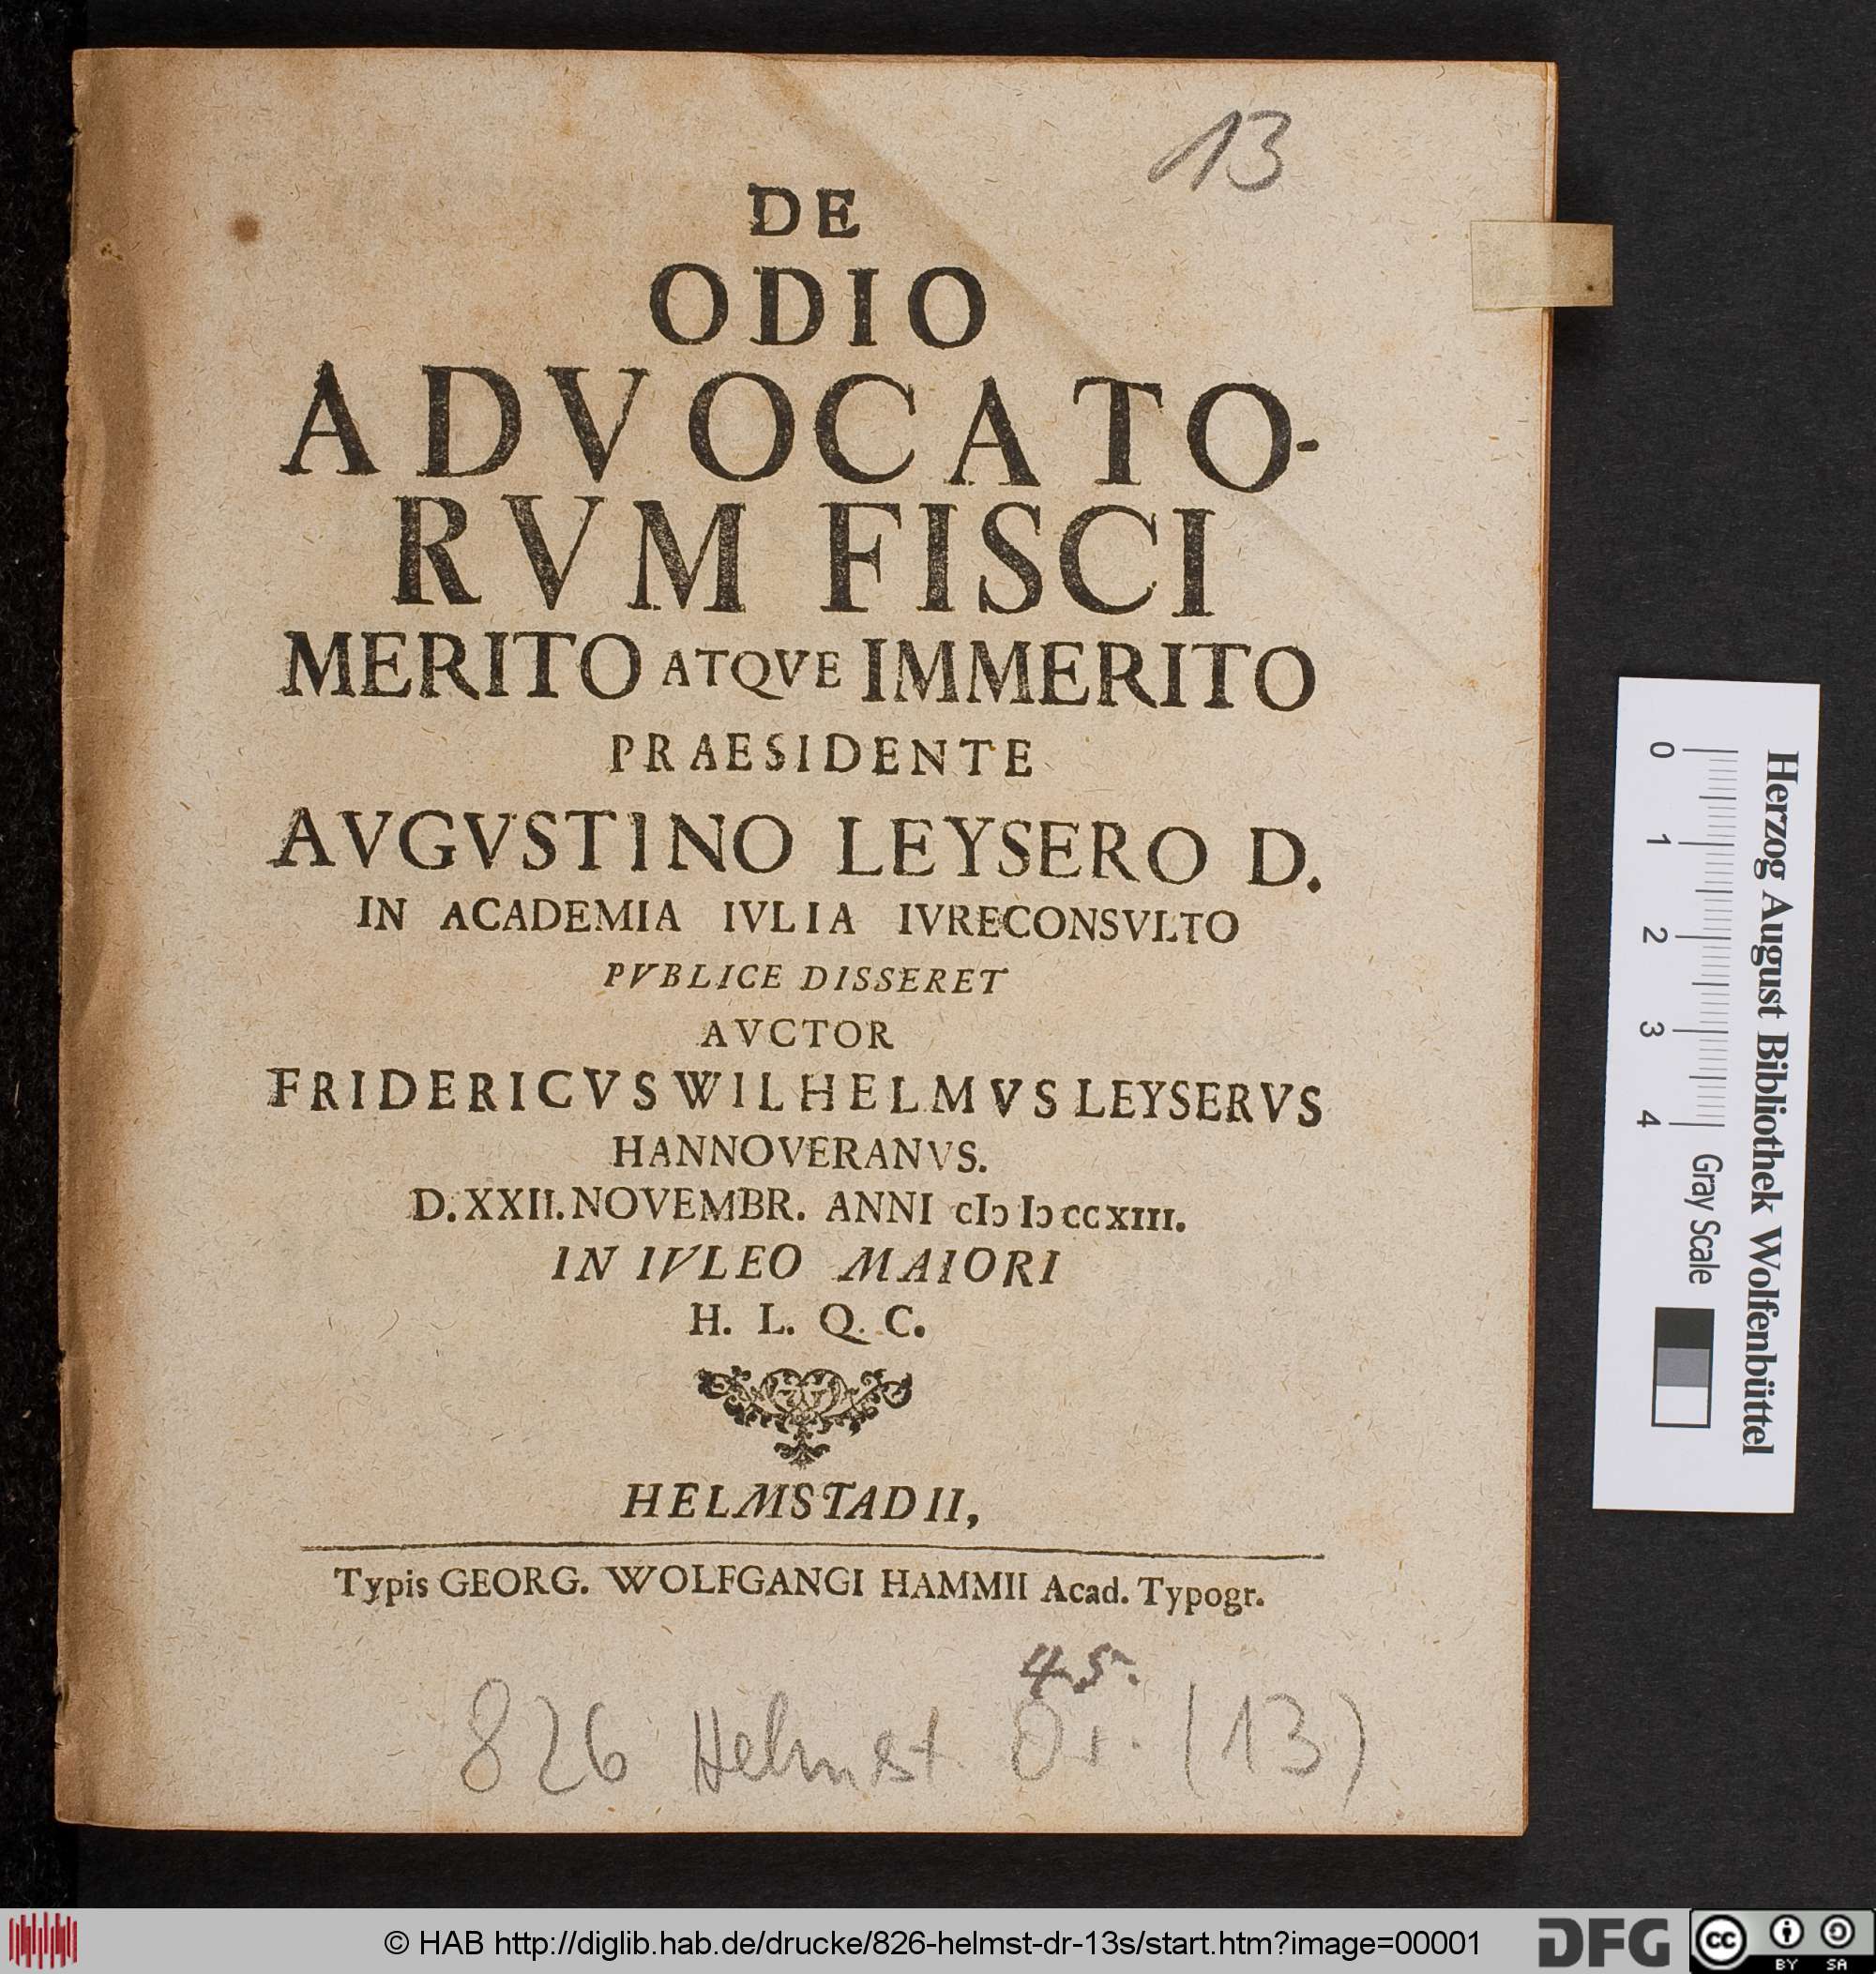 13
DE
ODIO
ADVOCATO-
RVM FISCI
MERITO ATQVE IMMERITO
PRAESIDENTE
AVGVSTINO LEYSERO D.
IN ACADEMIA IVLIA IVRECONSVLTO
PVBLICE DISSERET
AVCTOR
FRIDERICVS WILHELMVS LEYSERVS
HANNOVERANVS.
D. XXII. NOVEMBR. ANNI cIɔ Iɔ ccXIII.
IN IVLEO MAIORI
H. L. Q. C.
HELMSTADII,
Typis GEORG. WOLFGANGI HAMMII Acad. Typogr.
45.
826 Helmst. Dr. (13)
Herzog August Bibliothek Wolfenbüttel
0 1 2 3 4 Gray Scale
© HAB http://diglib.hab.de/drucke/826-helmst-dr-13s/start.htm?image=00001
DFG
cc BY SA